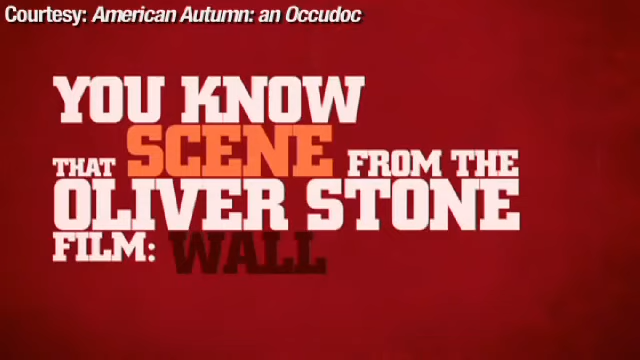 Courtesy: American Autumn: an Occudoc
YOU KNOW
THAT SCENE FROM THE
OLIVER STONE
FILM: WALL